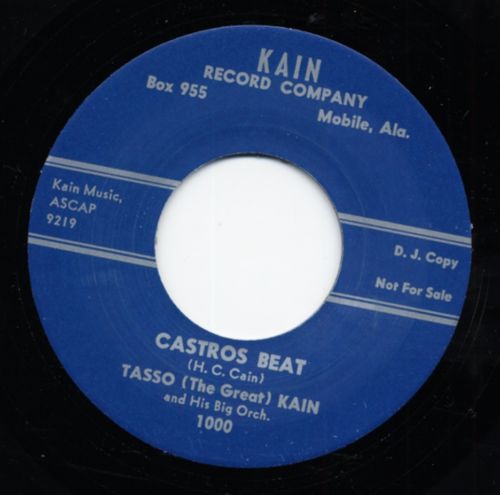 KAIN
RECORD COMPANY
Box 955
Mobile, Ala.
Kain Music,
ASCAP
9219
D. J. Copy
Not For Sale
CASTROS BEAT
(H. C. Cain)
TASSO (The Great) KAIN
and His Big Orch.
1000